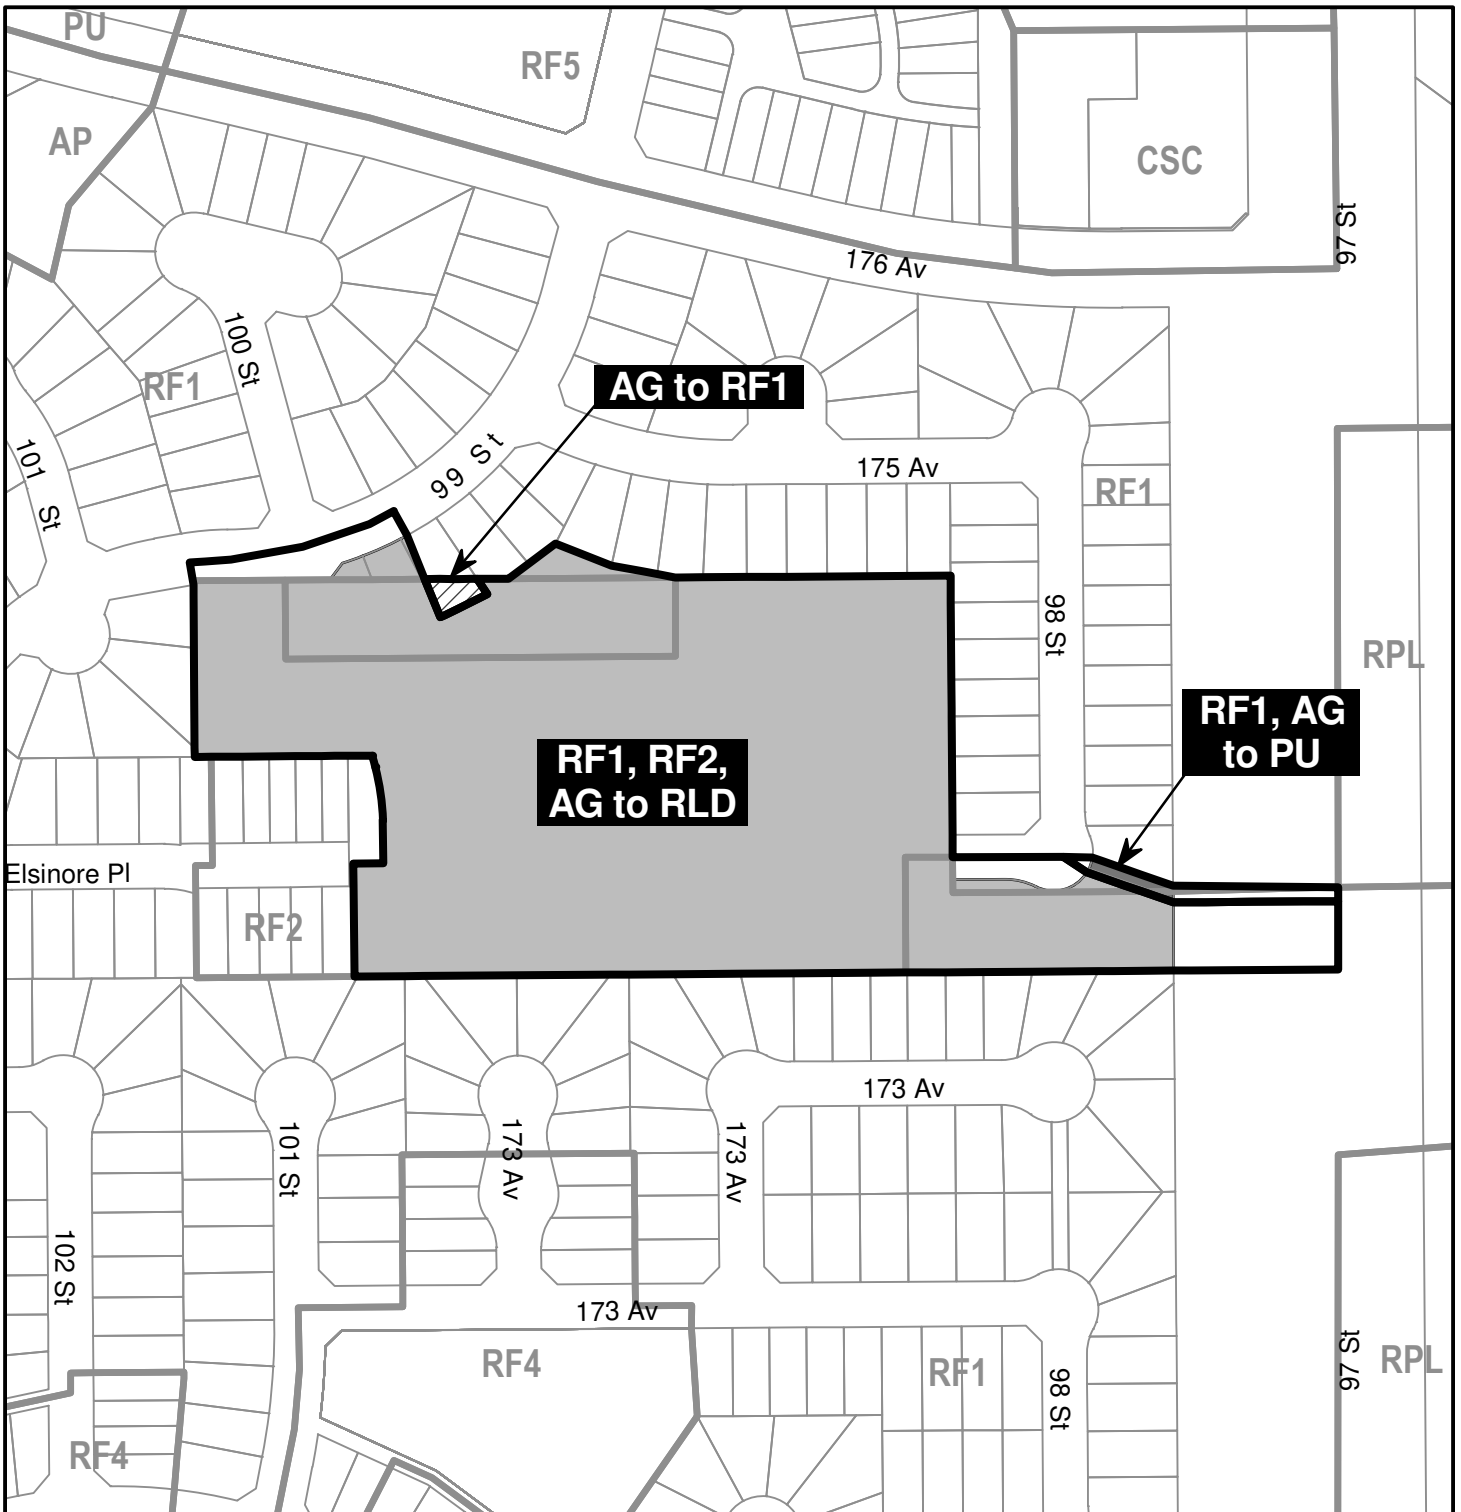 PU
RF5
AP
CSC
97 St
176 Av
100 St
RF1
AG to RF1
101 St
99 St
175 Av
RF1
98 St
RPL
RF1, AG
to PU
RF1, RF2,
AG to RLD
Elsinore Pl
RF2
173 Av
101 St
173 Av
173 Av
102 St
173 Av
RF4
RF1
98 St
97 St
RPL
RF4